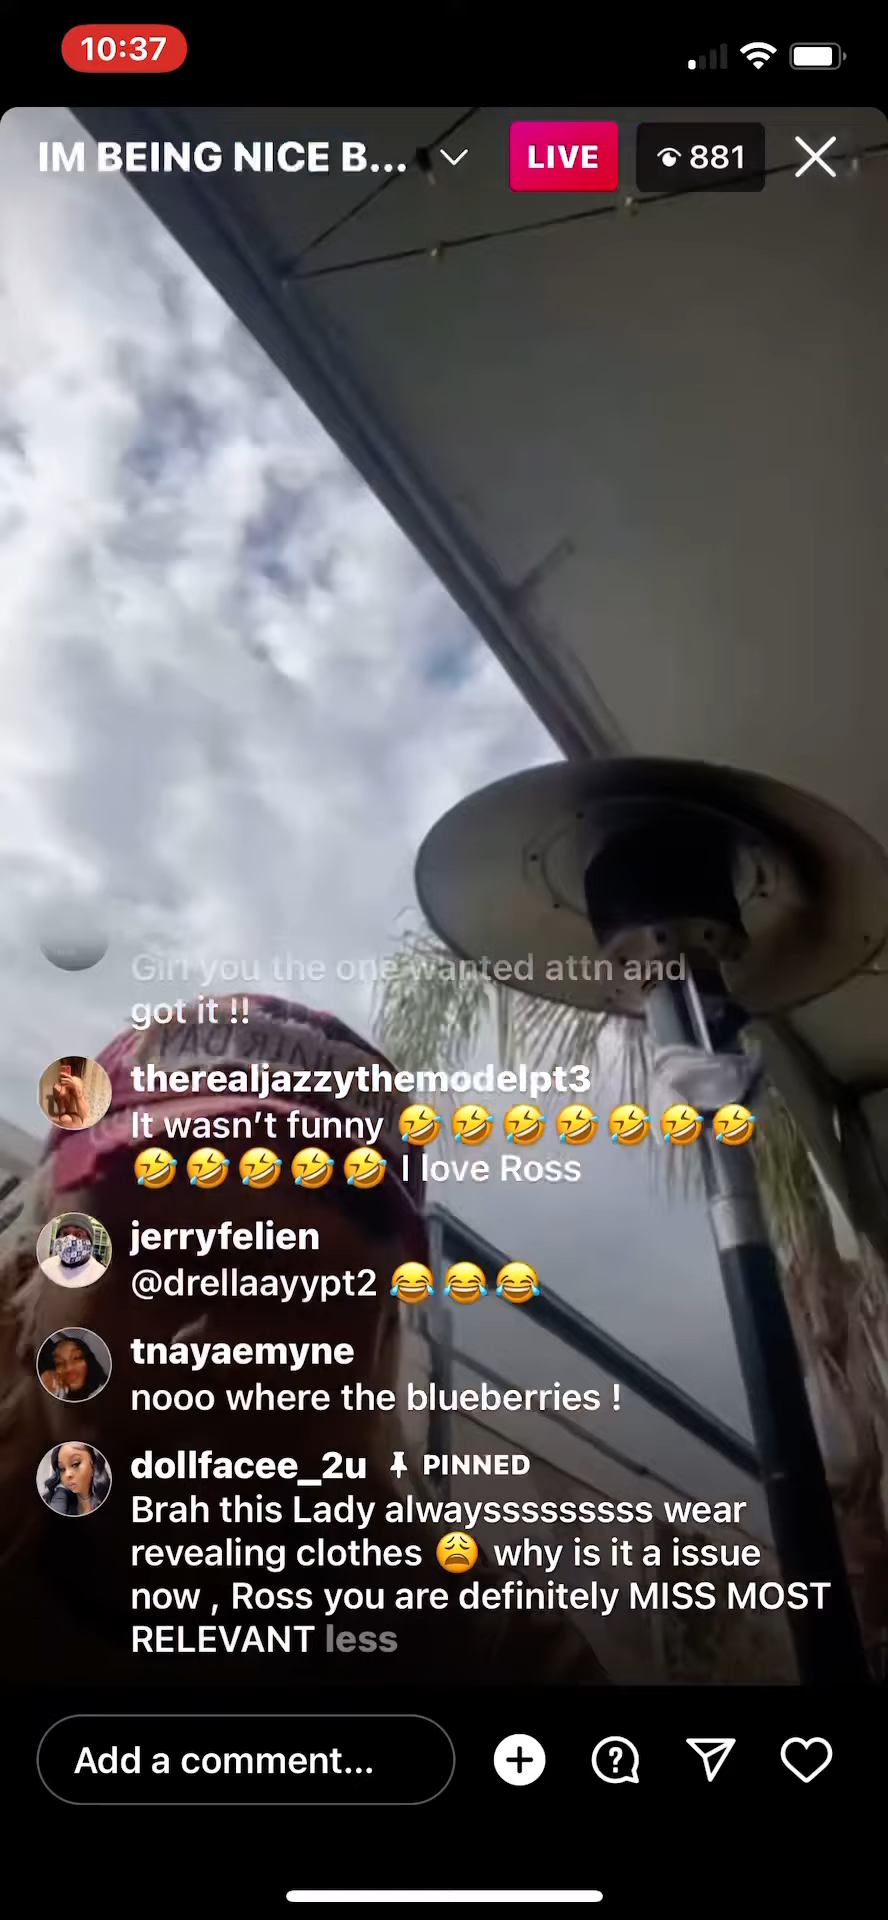 10:37
IM BEING NICE B...
LIVE
881
Girl you the one wanted attn and
got it !!
therealjazzythemodelpt3
It wasn’t funny 🤣🤣🤣🤣🤣🤣🤣
🤣🤣🤣🤣🤣 I love Ross
jerryfelien
@drellaayypt2 😂😂😂
tnayaemyne
nooo where the blueberries !
dollfacee_2u PINNED
Brah this Lady alwaysssssssss wear
revealing clothes 😩 why is it a issue
now , Ross you are definitely MISS MOST
RELEVANT less
Add a comment...